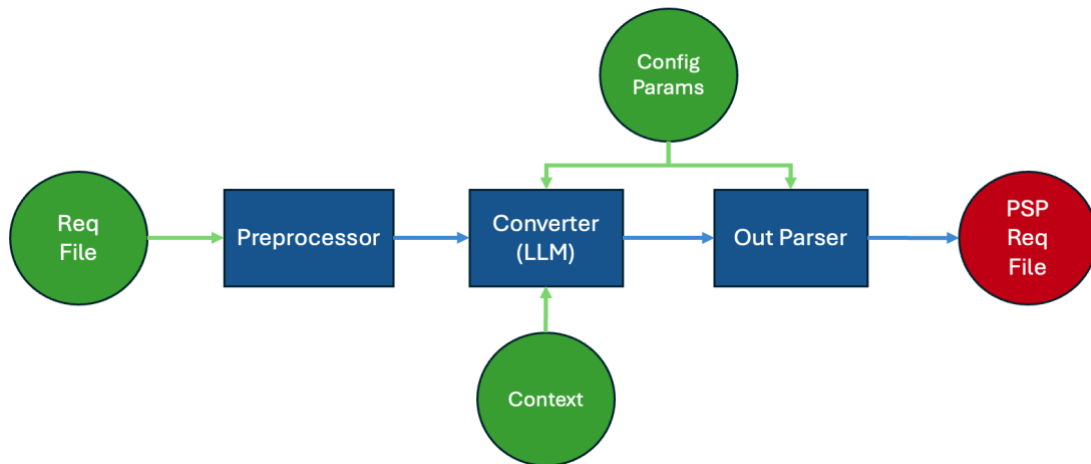 Config
Params
Req
File
Preprocessor
Converter
(LLM)
Out Parser
PSP
Req
File
Context